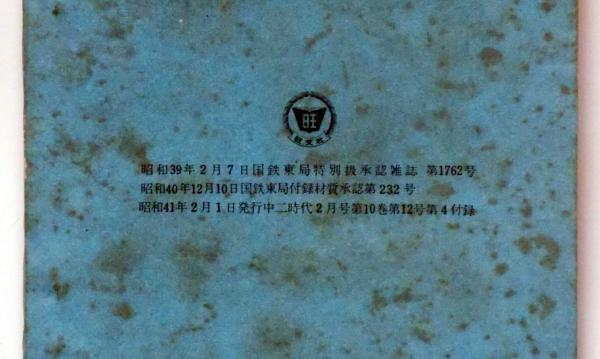 旺
旺文社
昭和39年2月7日国鉄東局特別扱承認雑誌 第1762号
昭和40年12月10日国鉄東局付録材質承認第232号
昭和41年2月1日発行中二時代2月号第10巻第12号第4付録